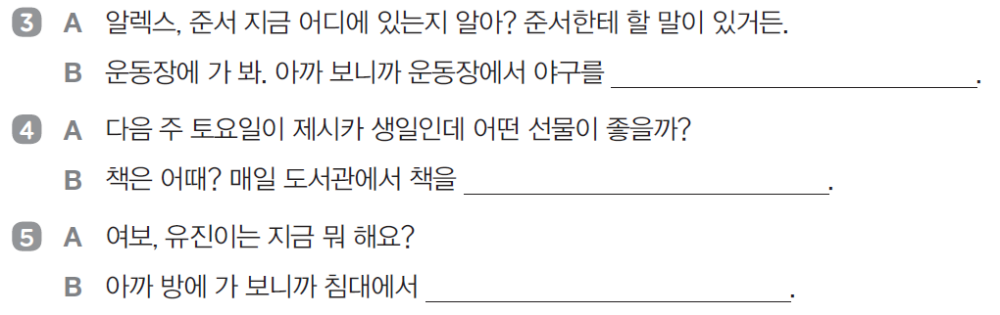 3 A 알렉스, 준서 지금 어디에 있는지 알아? 준서한테 할 말이 있거든.
B 운동장에 가 봐. 아까 보니까 운동장에서 야구를 ______________________.
4 A 다음 주 토요일이 제시카 생일인데 어떤 선물이 좋을까?
B 책은 어때? 매일 도서관에서 책을 ______________________.
5 A 여보, 유진이는 지금 뭐 해요?
B 아까 방에 가 보니까 침대에서 ______________________.